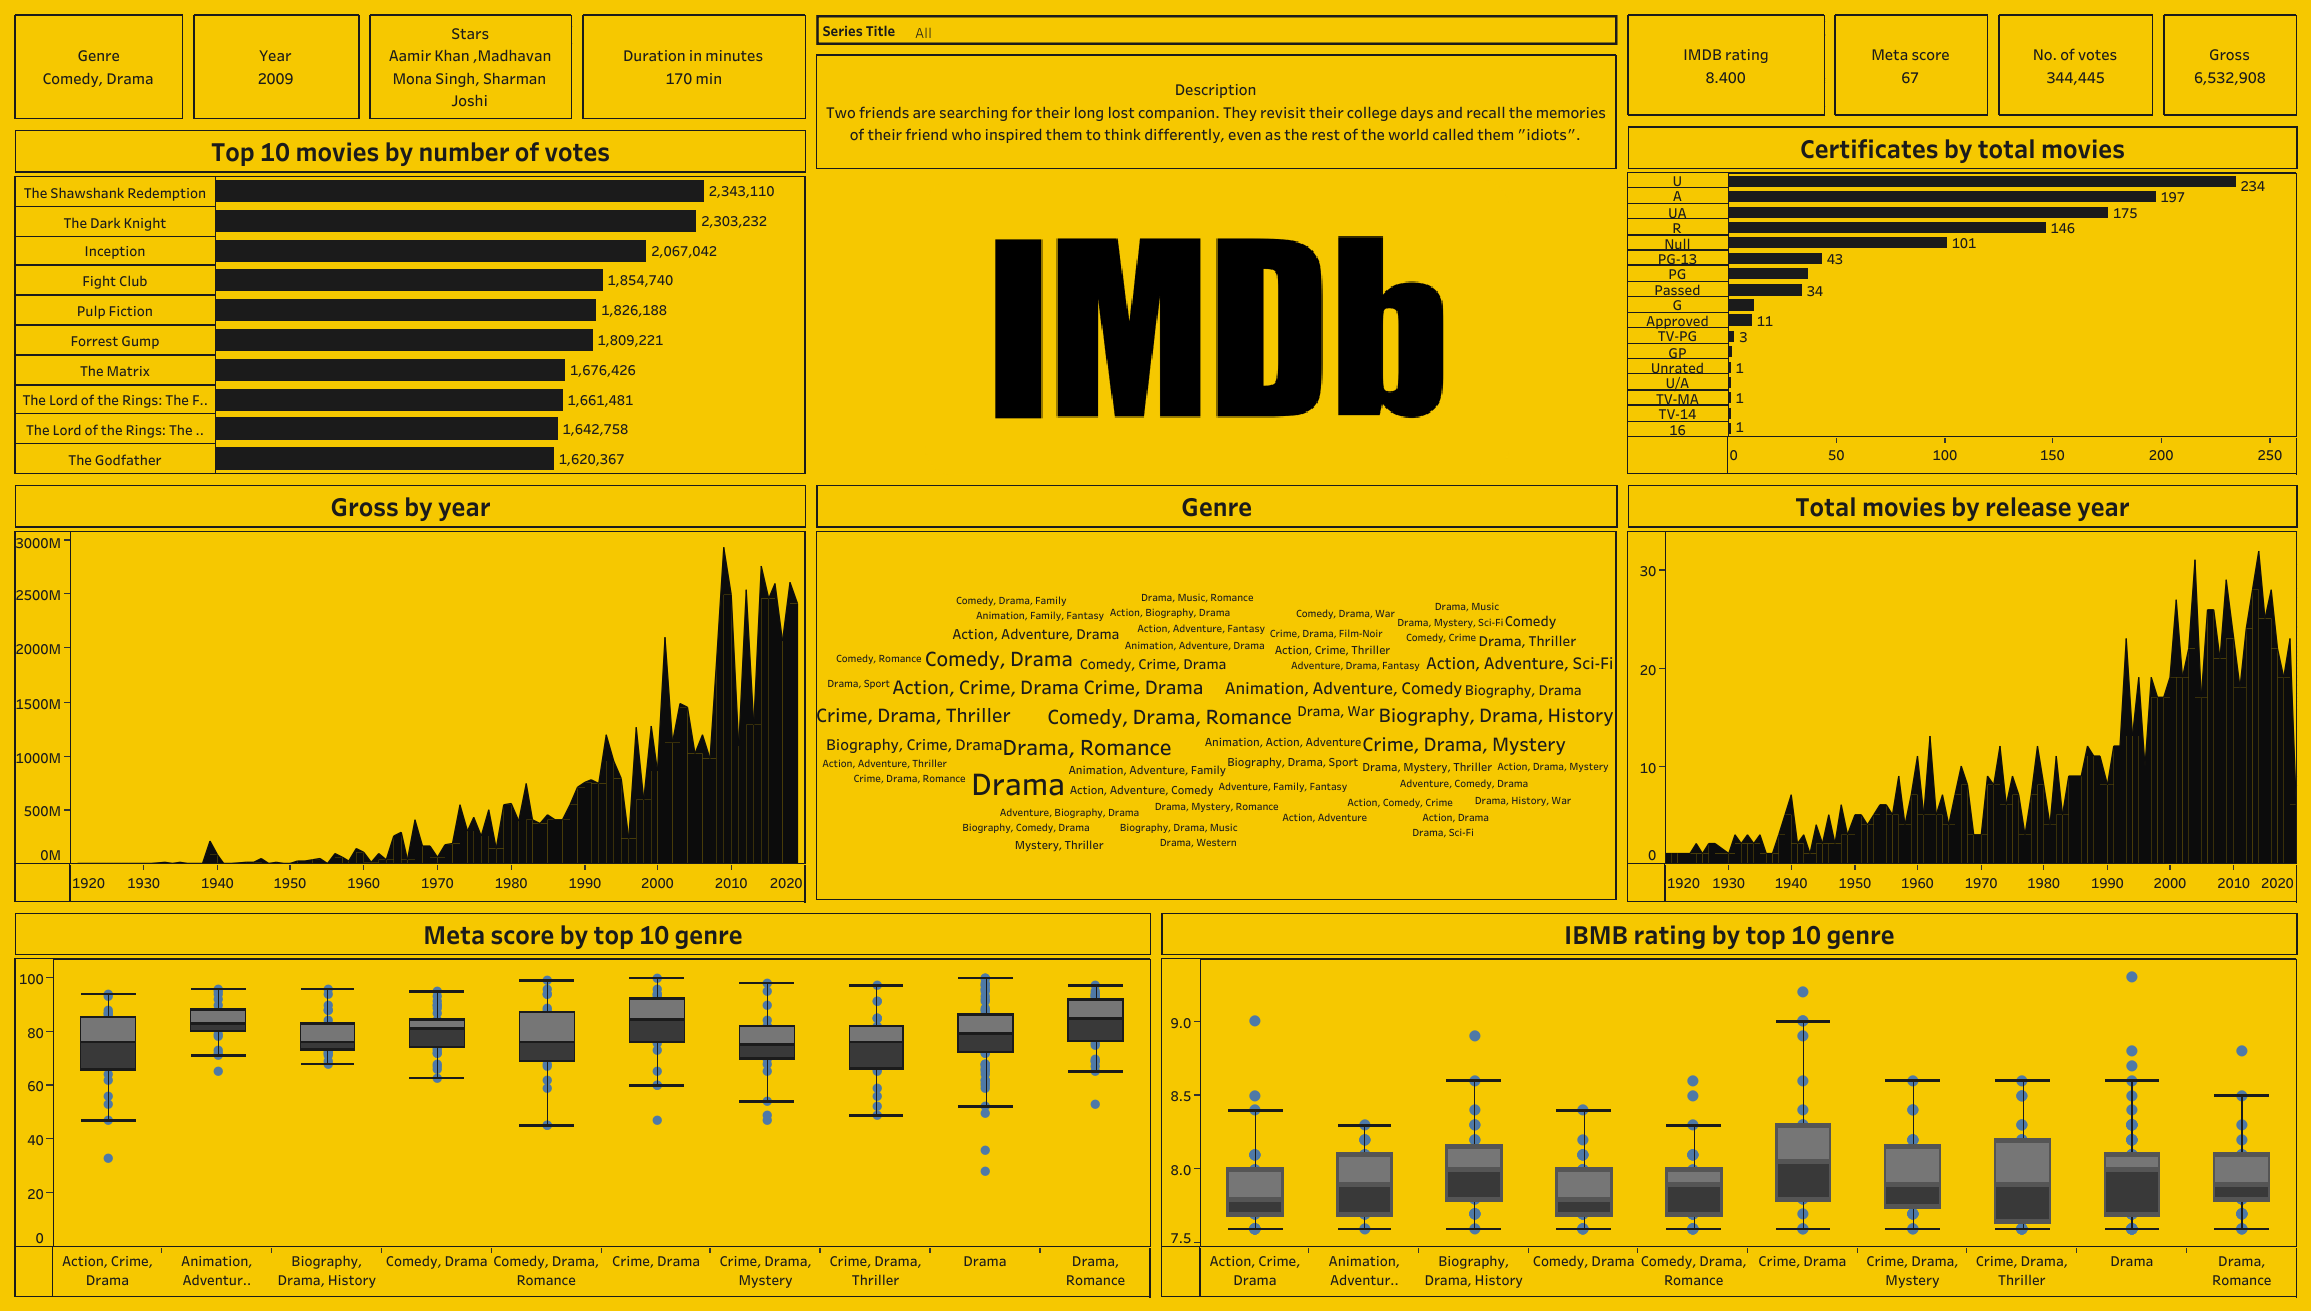 Genre
Comedy, Drama
Year
2009
Stars
Aamir Khan ,Madhavan
Mona Singh, Sharman
Joshi
Duration in minutes
170 min
Series Title All
Description
Two friends are searching for their long lost companion. They revisit their college days and recall the memories
of their friend who inspired them to think differently, even as the rest of the world called them "idiots".
IMDB rating
8.400
Meta score
67
No. of votes
344,445
Gross
6,532,908
Top 10 movies by number of votes
The Shawshank Redemption 2,343,110
The Dark Knight 2,303,232
Inception 2,067,042
Fight Club 1,854,740
Pulp Fiction 1,826,188
Forrest Gump 1,809,221
The Matrix 1,676,426
The Lord of the Rings: The F.. 1,661,481
The Lord of the Rings: The .. 1,642,758
The Godfather 1,620,367
IMDb
Certificates by total movies
U 234
A 197
UA 175
R 146
Null 101
PG-13 43
PG
Passed 34
G
Approved 11
TV-PG 3
GP
Unrated 1
U/A
TV-MA 1
TV-14
16 1
0 50 100 150 200 250
Gross by year
3000M
2500M
2000M
1500M
1000M
500M
0M
1920 1930 1940 1950 1960 1970 1980 1990 2000 2010 2020
Genre
Comedy, Drama, Family
Drama, Music, Romance
Drama, Music
Animation, Family, Fantasy
Action, Biography, Drama
Comedy, Drama, War
Drama, Mystery, Sci-Fi
Comedy
Action, Adventure, Drama
Action, Adventure, Fantasy
Crime, Drama, Film-Noir
Comedy, Crime
Drama, Thriller
Animation, Adventure, Drama
Action, Crime, Thriller
Comedy, Romance
Comedy, Drama
Comedy, Crime, Drama
Adventure, Drama, Fantasy
Action, Adventure, Sci-Fi
Drama, Sport
Action, Crime, Drama
Crime, Drama
Animation, Adventure, Comedy
Biography, Drama
Crime, Drama, Thriller
Comedy, Drama, Romance
Drama, War
Biography, Drama, History
Biography, Crime, Drama
Drama, Romance
Animation, Action, Adventure
Crime, Drama, Mystery
Action, Adventure, Thriller
Animation, Adventure, Family
Biography, Drama, Sport
Drama, Mystery, Thriller
Action, Drama, Mystery
Crime, Drama, Romance
Drama
Action, Adventure, Comedy
Adventure, Family, Fantasy
Adventure, Comedy, Drama
Adventure, Biography, Drama
Drama, Mystery, Romance
Action, Comedy, Crime
Drama, History, War
Action, Adventure
Action, Drama
Biography, Comedy, Drama
Biography, Drama, Music
Drama, Sci-Fi
Mystery, Thriller
Drama, Western
Total movies by release year
30
20
10
0
1920 1930 1940 1950 1960 1970 1980 1990 2000 2010 2020
Meta score by top 10 genre
100
80
60
40
20
0
Action, Crime,
Drama
Animation,
Adventur..
Biography,
Drama, History
Comedy, Drama
Comedy, Drama,
Romance
Crime, Drama
Crime, Drama,
Mystery
Crime, Drama,
Thriller
Drama
Drama,
Romance
IBMB rating by top 10 genre
9.0
8.5
8.0
7.5
Action, Crime,
Drama
Animation,
Adventur..
Biography,
Drama, History
Comedy, Drama
Comedy, Drama,
Romance
Crime, Drama
Crime, Drama,
Mystery
Crime, Drama,
Thriller
Drama
Drama,
Romance